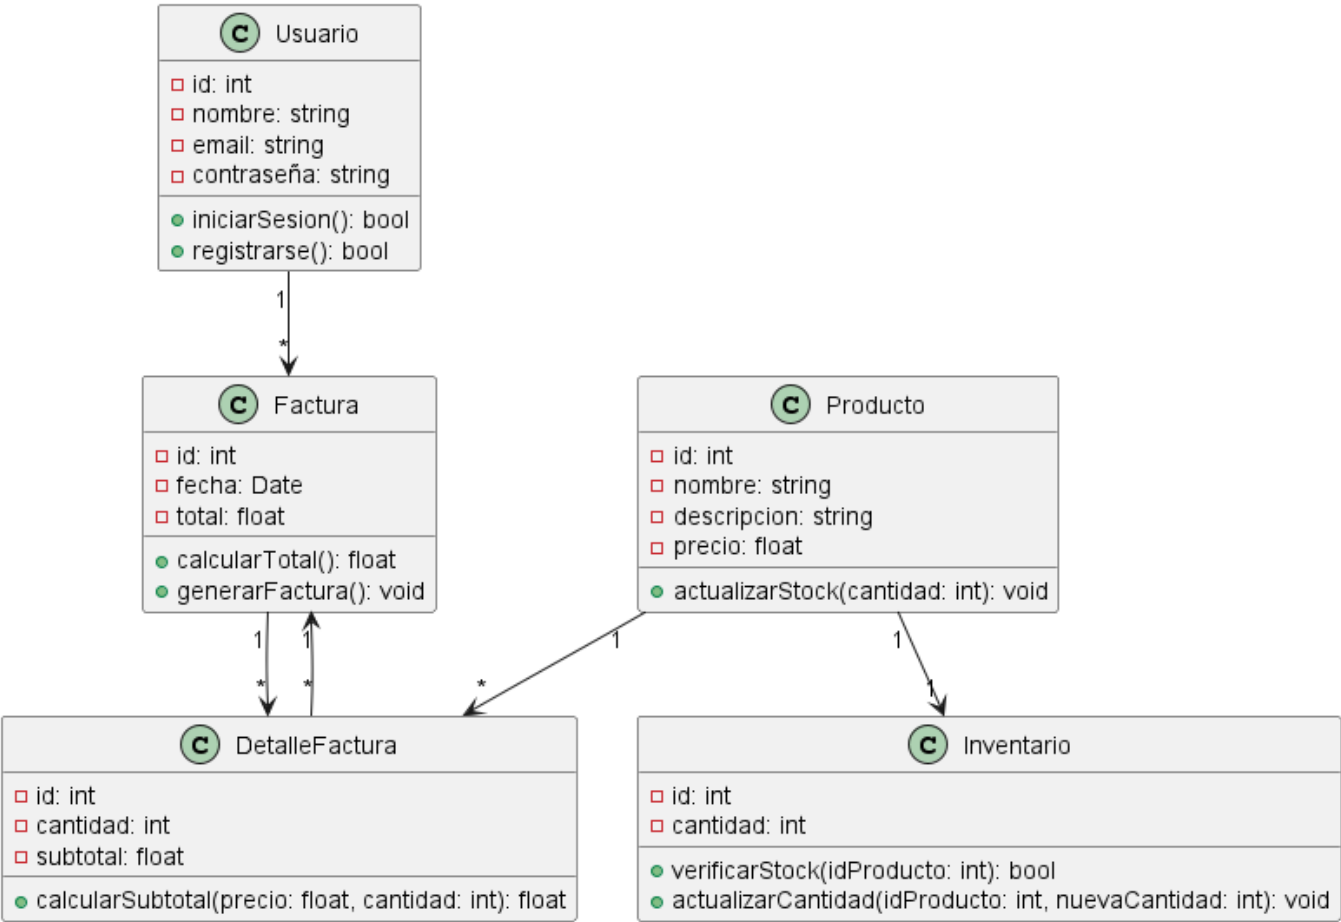 C Usuario
id: int
nombre: string
email: string
contraseña: string
iniciarSesion(): bool
registrarse(): bool
1
*
C Factura
id: int
fecha: Date
total: float
calcularTotal(): float
generarFactura(): void
C Producto
id: int
nombre: string
descripcion: string
precio: float
actualizarStock(cantidad: int): void
1
*
1
*
1
*
1
1
C DetalleFactura
id: int
cantidad: int
subtotal: float
calcularSubtotal(precio: float, cantidad: int): float
C Inventario
id: int
cantidad: int
verificarStock(idProducto: int): bool
actualizarCantidad(idProducto: int, nuevaCantidad: int): void